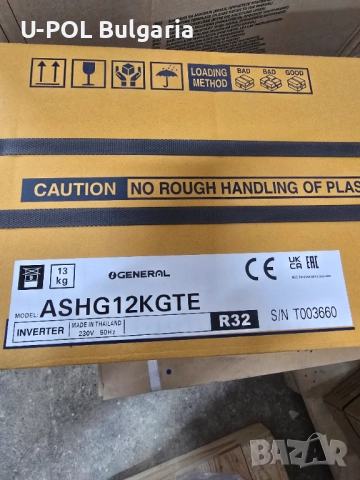 U-POL Bulgaria
LOADING METHOD
BAD BAD GOOD
CAUTION NO ROUGH HANDLING OF PLAS
13 kg
GENERAL
CE
UK CA
EAC
MODEL: ASHG12KGTE
INVERTER
MADE IN THAILAND
230V 50Hz
R32
S/N T003660
BAZAR